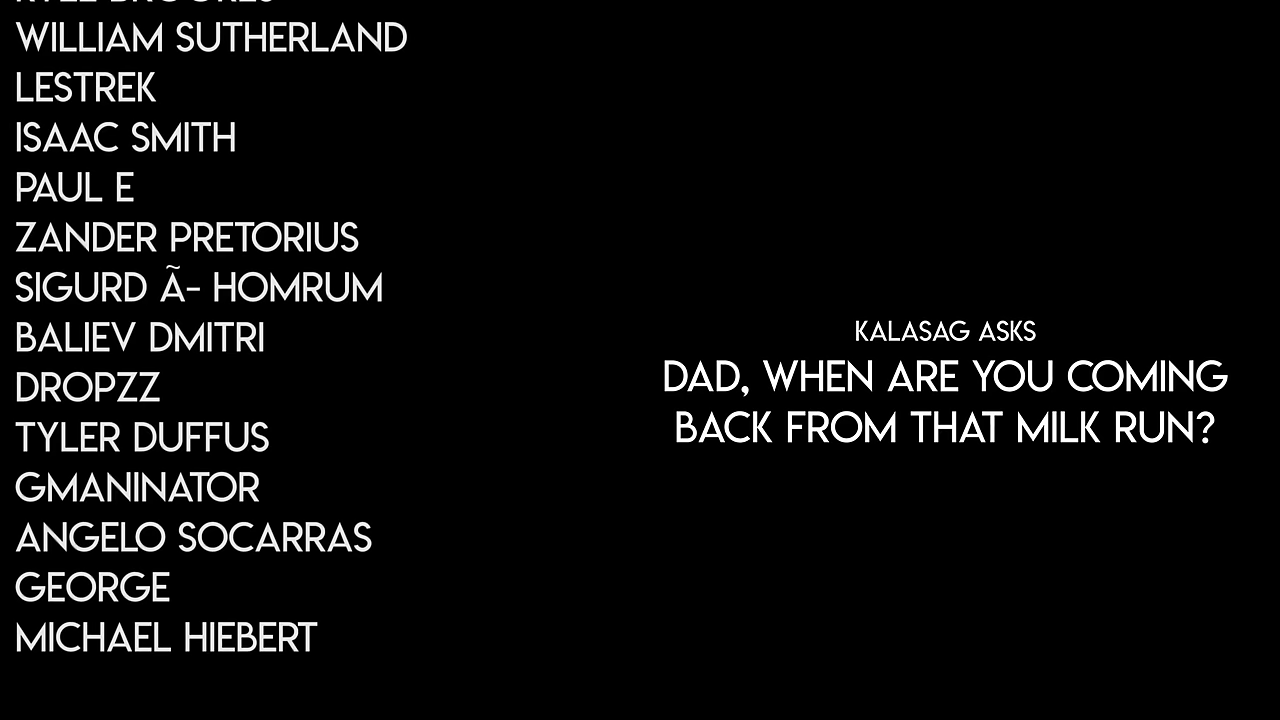 WILLIAM SUTHERLAND
LESTREK
ISAAC SMITH
PAUL E
ZANDER PRETORIUS
SIGURD Ã- HOMRUM
BALIEV DMITRI
DROPZZ
TYLER DUFFUS
GMANINATOR
ANGELO SOCARRAS
GEORGE
MICHAEL HIEBERT
KALASAG ASKS
DAD, WHEN ARE YOU COMING
BACK FROM THAT MILK RUN?